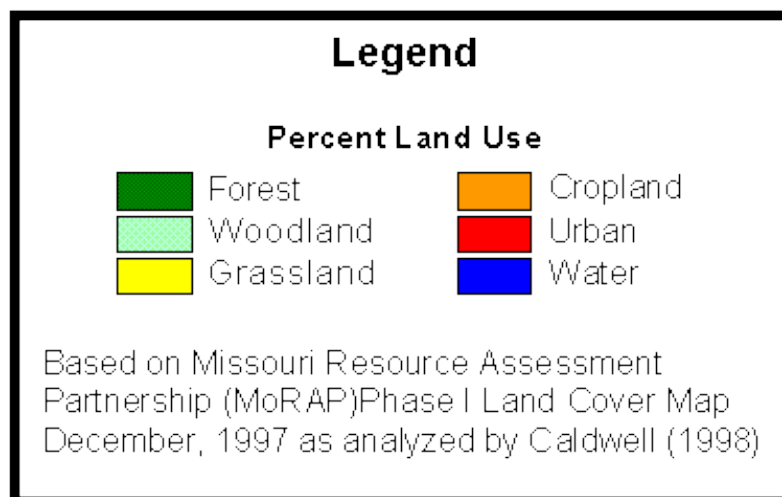 Legend
Percent Land Use
Forest
Cropland
Woodland
Urban
Grassland
Water
Based on Missouri Resource Assessment
Partnership (MoRAP)Phase I Land Cover Map
December, 1997 as analyzed by Caldwell (1998)